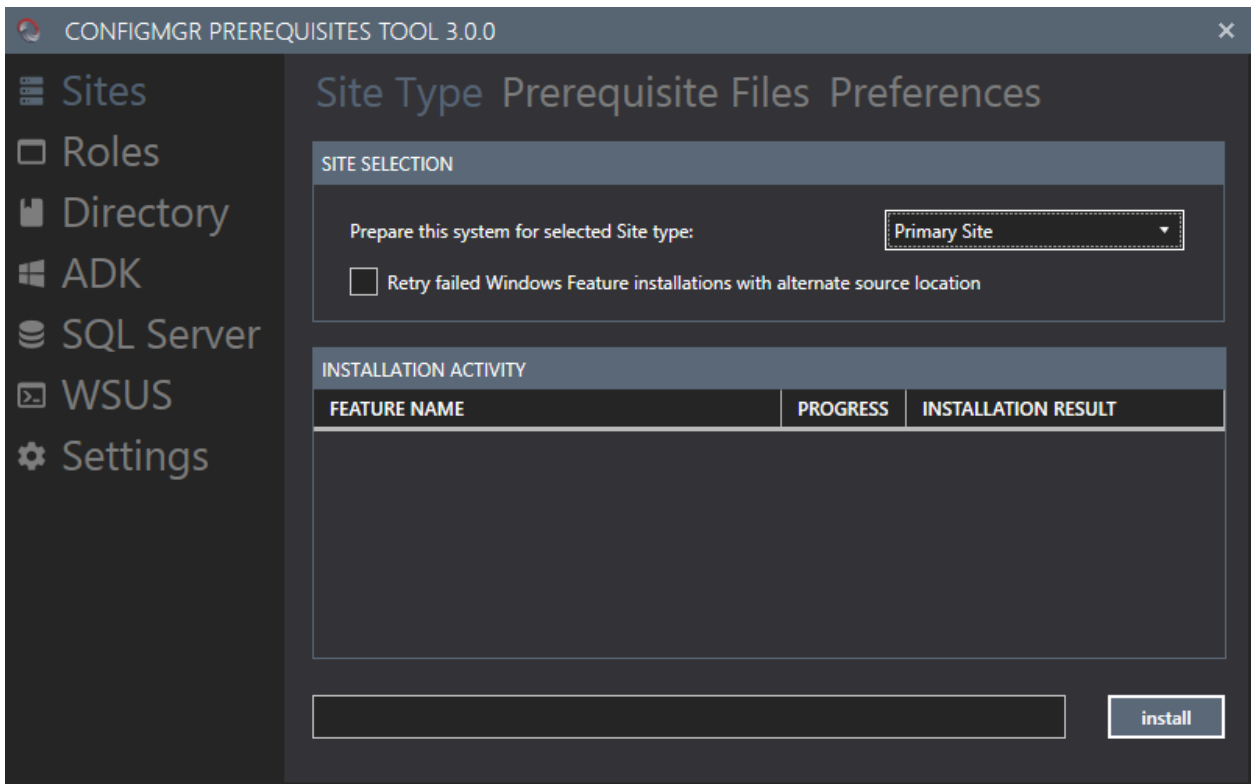 CONFIGMGR PREREQUISITES TOOL 3.0.0
Sites
Roles
Directory
ADK
SQL Server
WSUS
Settings
Site Type Prerequisite Files Preferences
SITE SELECTION
Prepare this system for selected Site type: Primary Site
Retry failed Windows Feature installations with alternate source location
INSTALLATION ACTIVITY
FEATURE NAME PROGRESS INSTALLATION RESULT
install